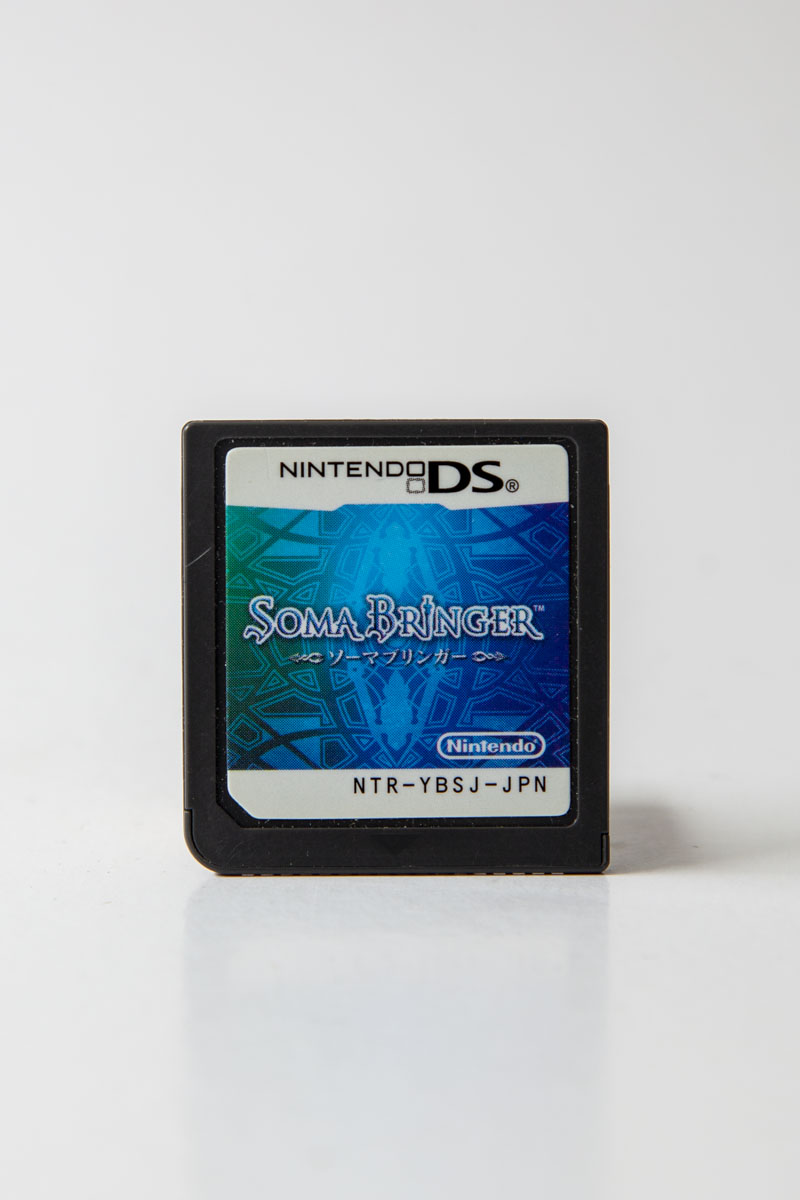 NINTENDO DS®
SOMA BRINGER™
ソーマブリンガー
Nintendo®
NTR-YBSJ-JPN